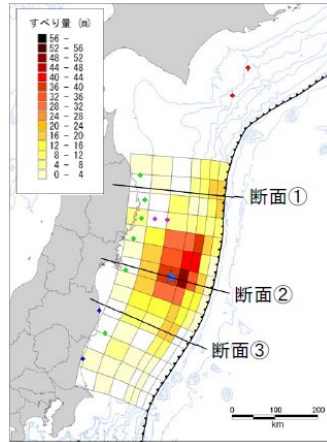 すべり量 (m)
56 -
52 - 56
48 - 52
44 - 48
40 - 44
36 - 40
32 - 36
28 - 32
24 - 28
20 - 24
16 - 20
12 - 16
8 - 12
4 - 8
0 - 4
断面①
断面②
断面③
0 100 200
km